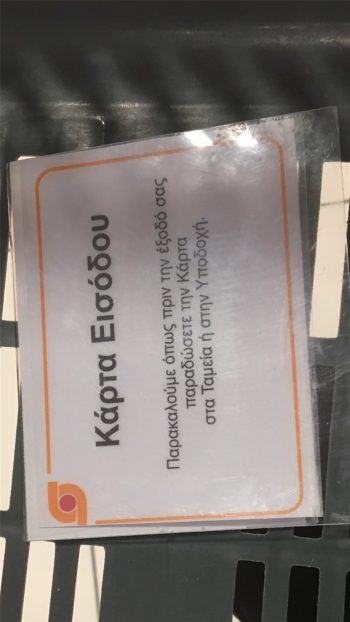 Κάρτα Εισόδου
Παρακαλούμε όπως πριν την έξοδό σας
παραδώσετε την Κάρτα
στα Ταμεία ή στην Υποδοχή.